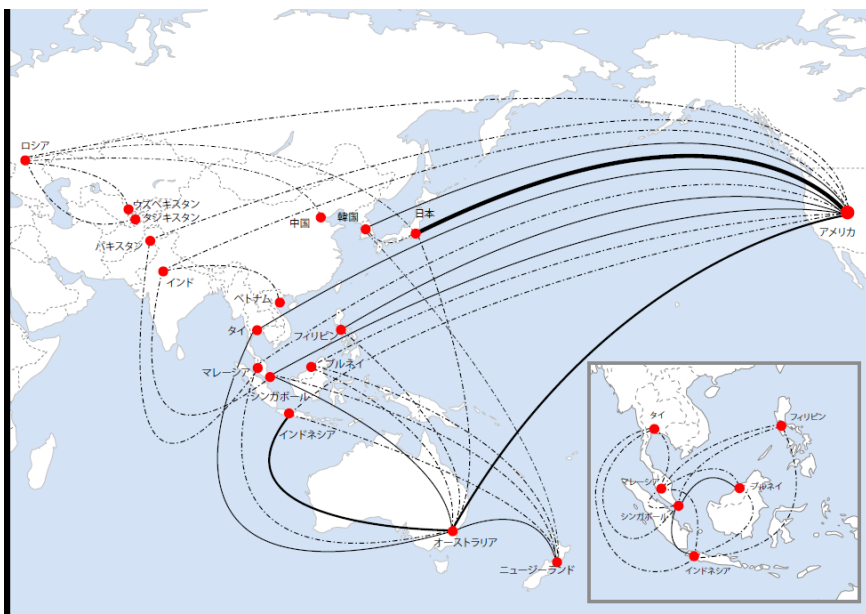 ロシア
ウズベキスタン
タジキスタン
パキスタン
インド
中国
韓国
日本
アメリカ
ベトナム
タイ
フィリピン
マレーシア
ブルネイ
シンガポール
インドネシア
オーストラリア
ニュージーランド
タイ
フィリピン
マレーシア
ブルネイ
シンガポール
インドネシア